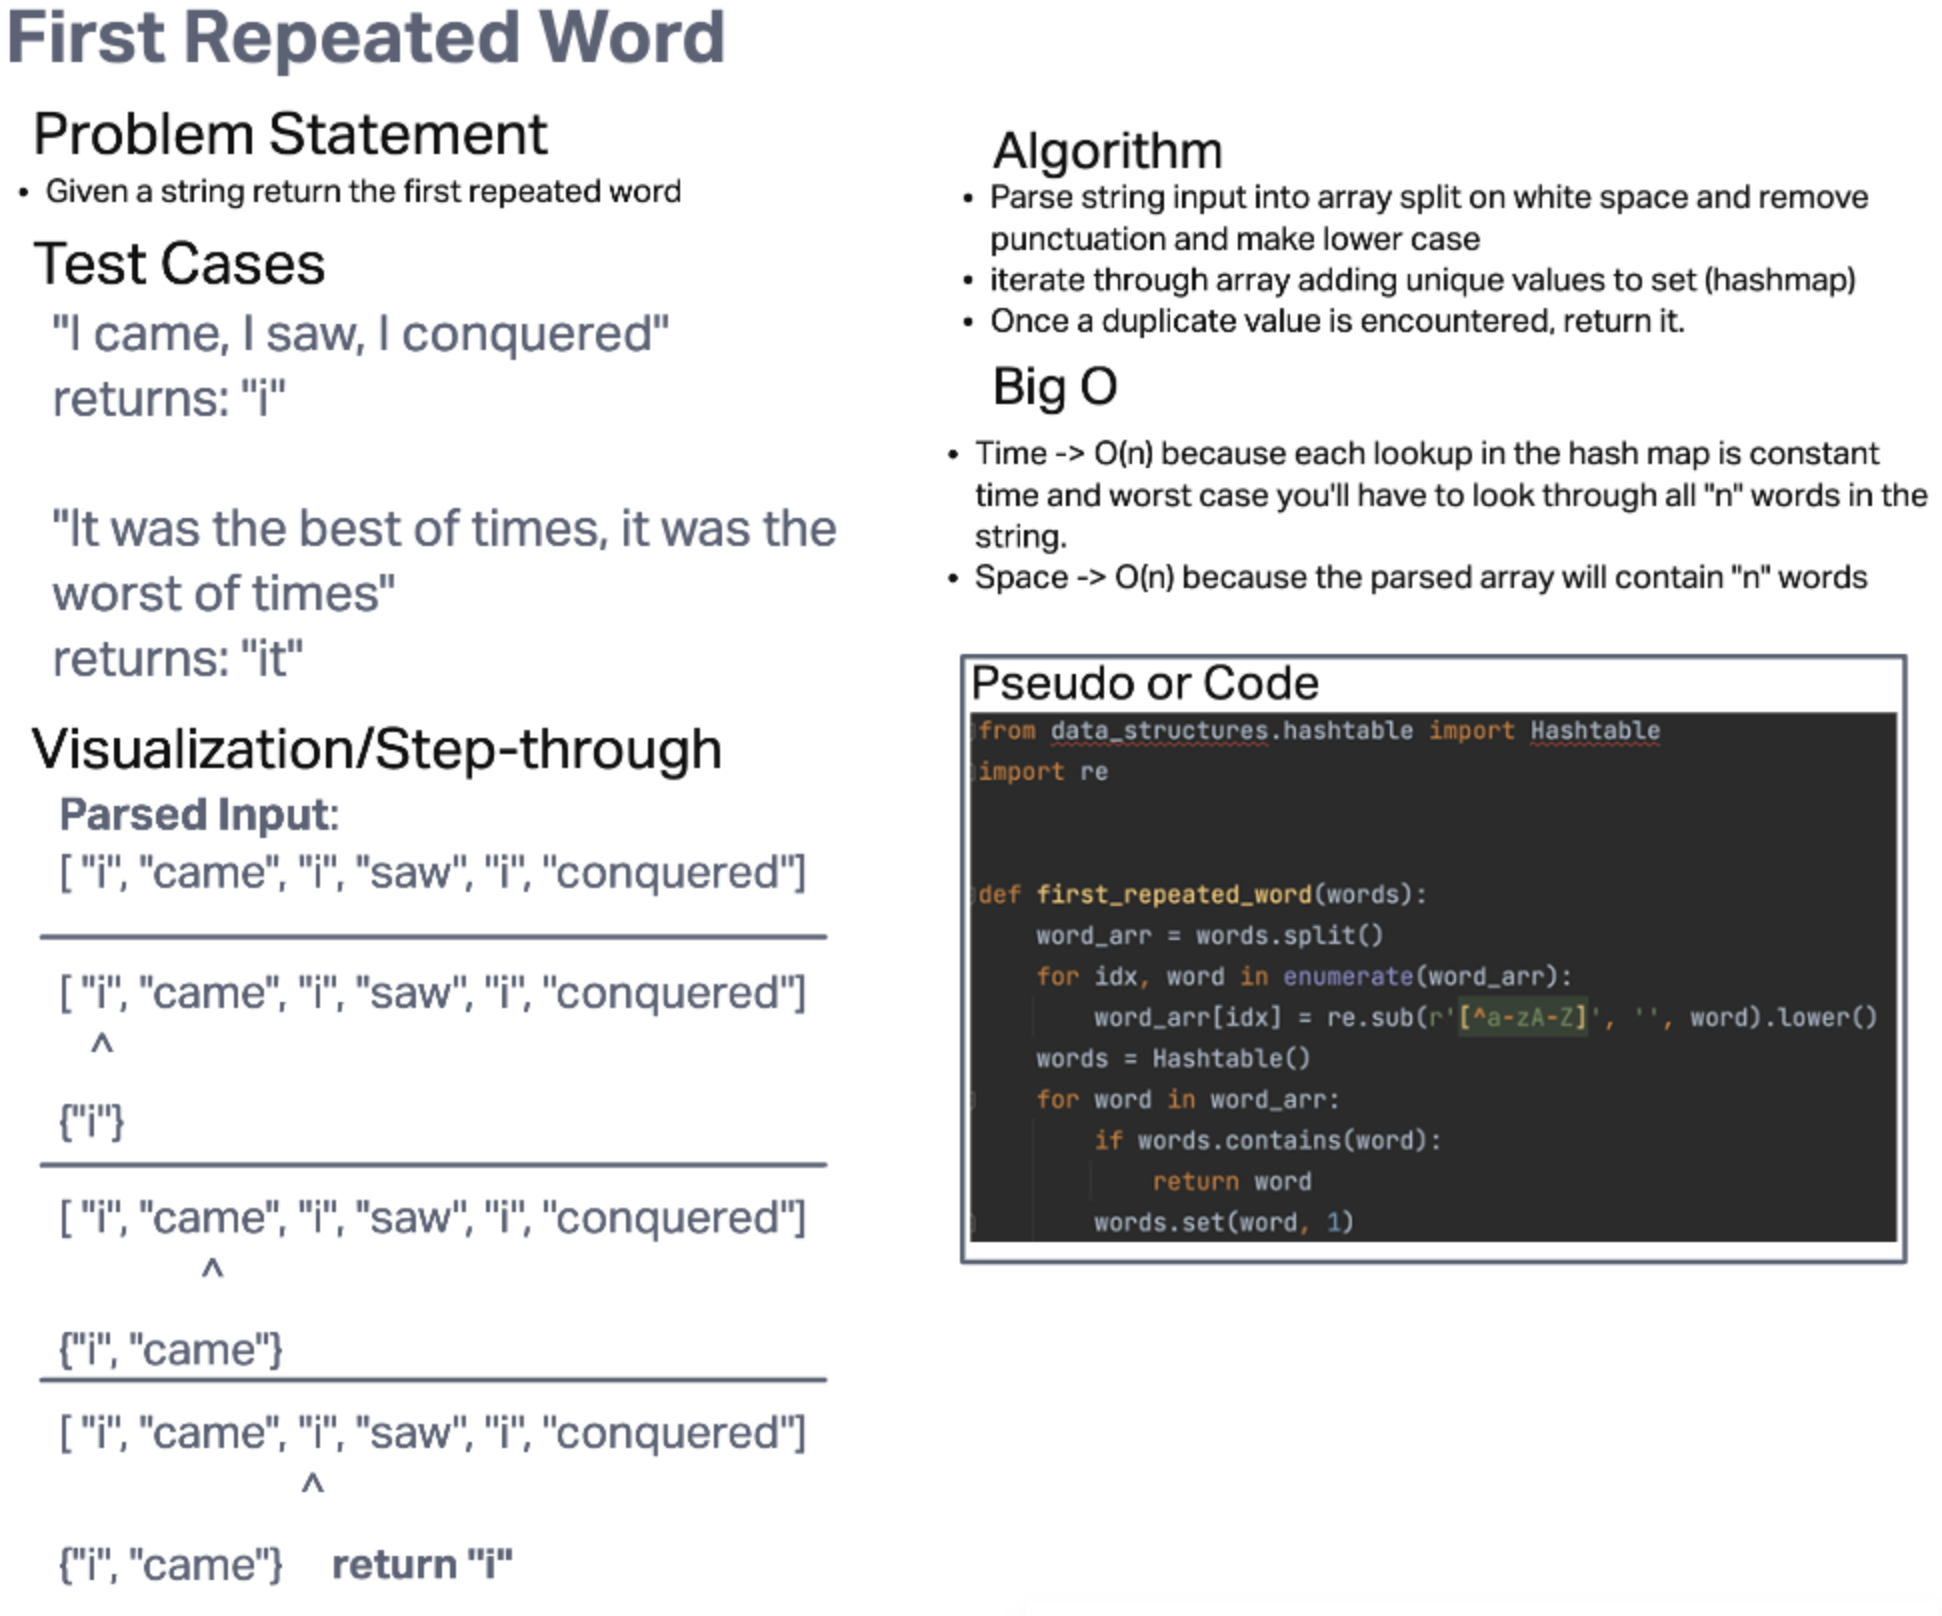 First Repeated Word
Problem Statement
• Given a string return the first repeated word
Test Cases
"I came, I saw, I conquered"
returns: "i"
"It was the best of times, it was the
worst of times"
returns: "it"
Visualization/Step-through
Parsed Input:
[ "i", "came", "i", "saw", "i", "conquered"]
[ "i", "came", "i", "saw", "i", "conquered"]
^
{"i"}
[ "i", "came", "i", "saw", "i", "conquered"]
^
{"i", "came"}
[ "i", "came", "i", "saw", "i", "conquered"]
^
{"i", "came"} return "i"
Algorithm
• Parse string input into array split on white space and remove
punctuation and make lower case
• iterate through array adding unique values to set (hashmap)
• Once a duplicate value is encountered, return it.
Big O
• Time -> O(n) because each lookup in the hash map is constant
time and worst case you'll have to look through all "n" words in the
string.
• Space -> O(n) because the parsed array will contain "n" words
Pseudo or Code
from data_structures.hashtable import Hashtable
import re
def first_repeated_word(words):
word_arr = words.split()
for idx, word in enumerate(word_arr):
word_arr[idx] = re.sub(r'[^a-zA-Z]', '', word).lower()
words = Hashtable()
for word in word_arr:
if words.contains(word):
return word
words.set(word, 1)